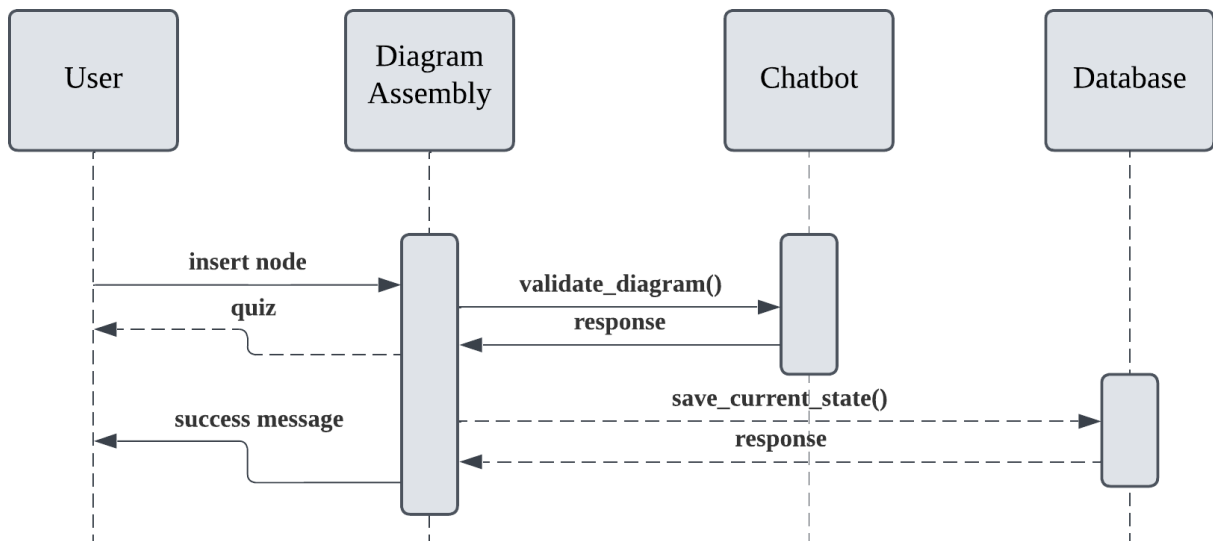 User
Diagram
Assembly
Chatbot
Database
insert node
validate_diagram()
quiz
response
save_current_state()
success message
response